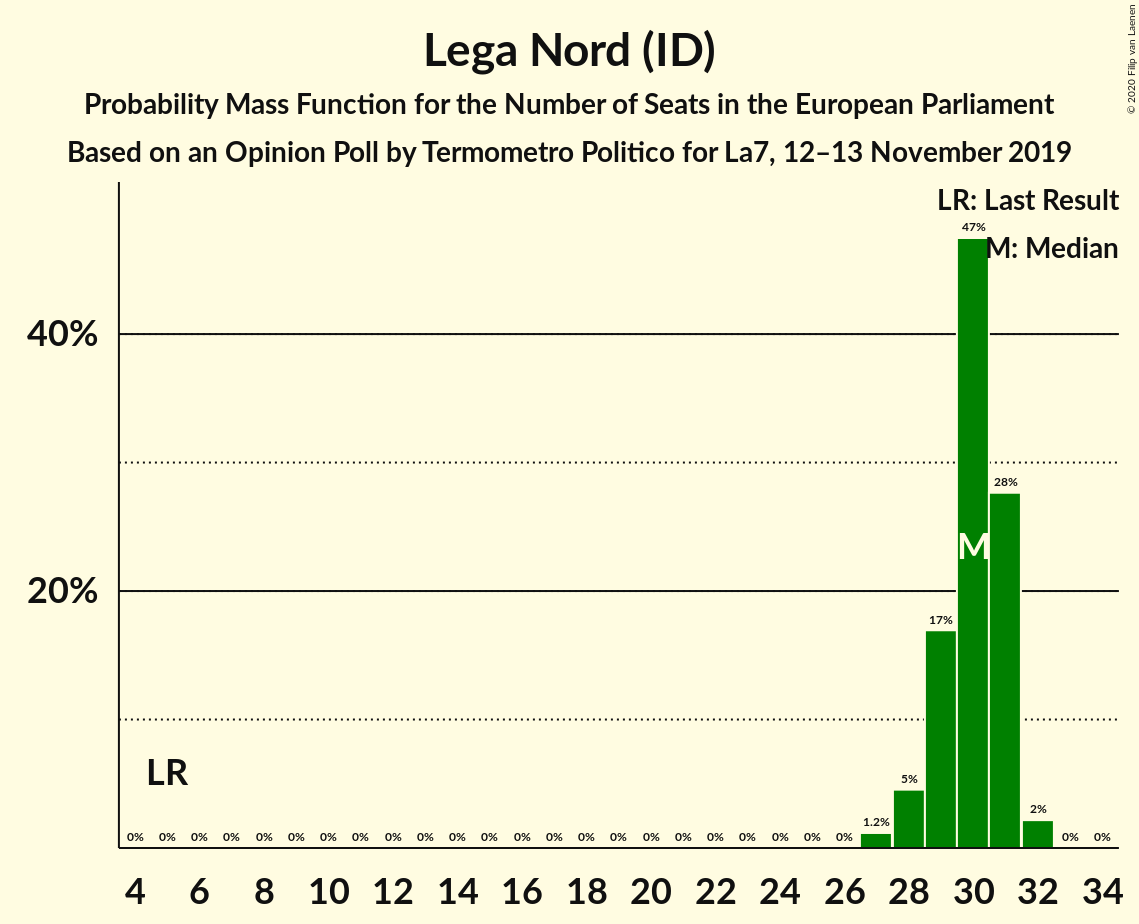 Lega Nord (ID)
Probability Mass Function for the Number of Seats in the European Parliament
Based on an Opinion Poll by Termometro Politico for La7, 12–13 November 2019
© 2020 Filip van Laenen
LR: Last Result
M: Median
47%
40%
28%
M
20%
17%
LR
5%
2%
1.2%
0% 0% 0% 0% 0% 0% 0% 0% 0% 0% 0% 0% 0% 0% 0% 0% 0% 0% 0% 0% 0% 0% 0% 0% 0%
4 6 8 10 12 14 16 18 20 22 24 26 28 30 32 34